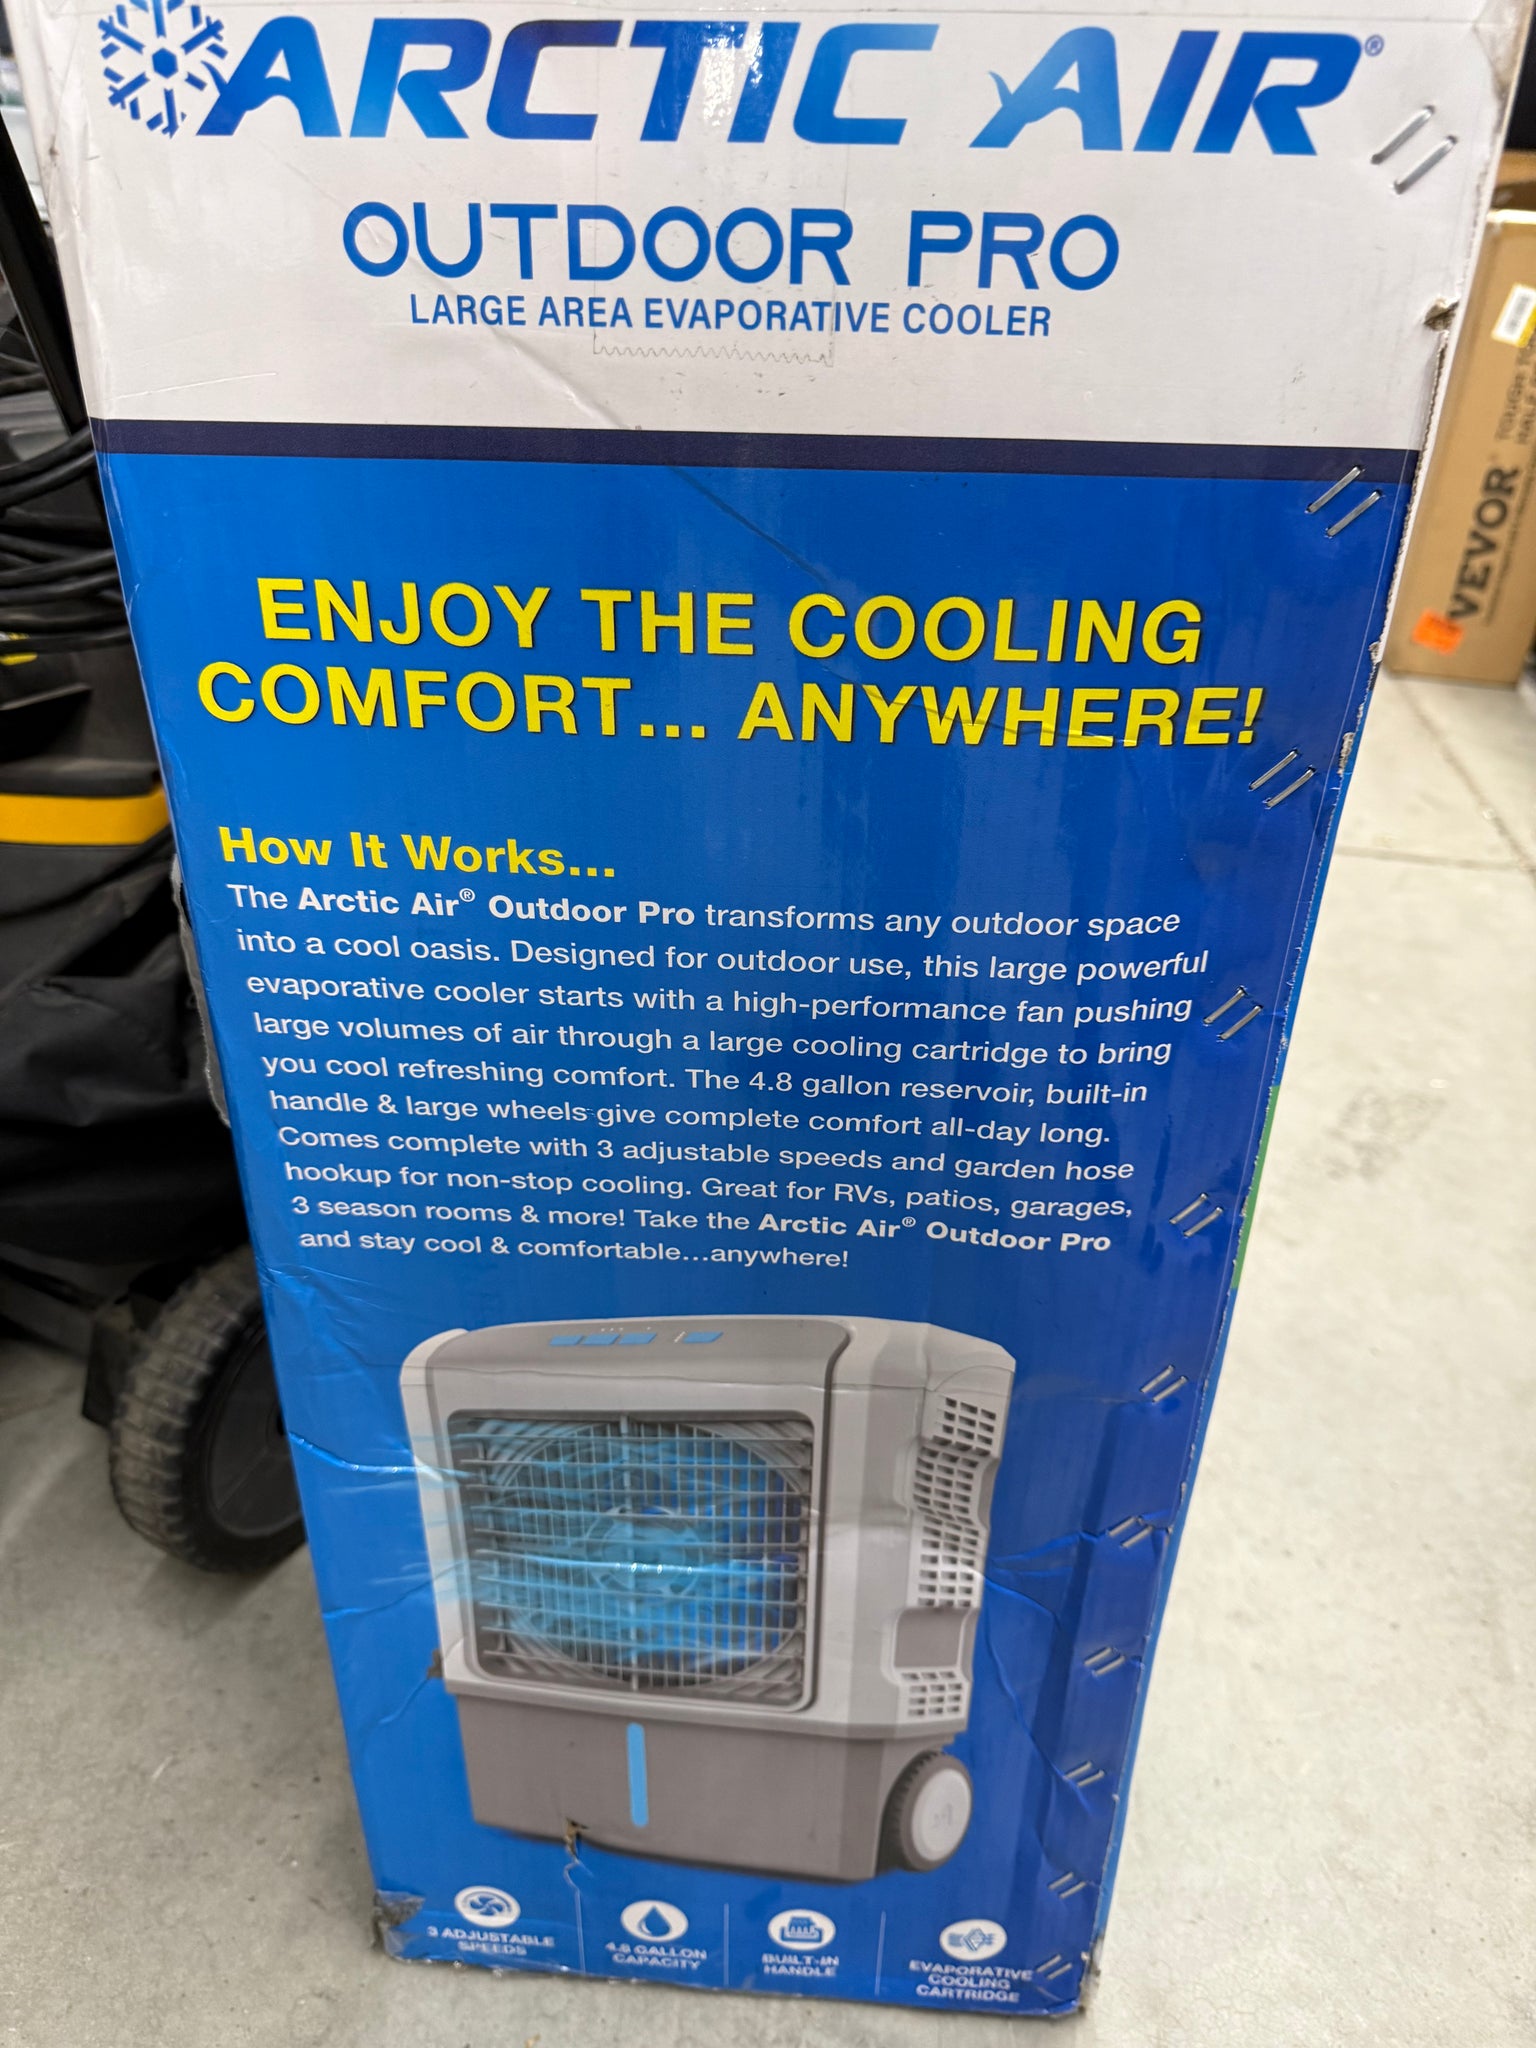 ARCTIC AIR®
OUTDOOR PRO
LARGE AREA EVAPORATIVE COOLER
ENJOY THE COOLING
COMFORT... ANYWHERE!
How It Works...
The Arctic Air® Outdoor Pro transforms any outdoor space
into a cool oasis. Designed for outdoor use, this large powerful
evaporative cooler starts with a high-performance fan pushing
large volumes of air through a large cooling cartridge to bring
you cool refreshing comfort. The 4.8 gallon reservoir, built-in
handle & large wheels give complete comfort all-day long.
Comes complete with 3 adjustable speeds and garden hose
hookup for non-stop cooling. Great for RVs, patios, garages,
3 season rooms & more! Take the Arctic Air® Outdoor Pro
and stay cool & comfortable...anywhere!
3 ADJUSTABLE
SPEEDS
4.8 GALLON
CAPACITY
BUILT-IN
HANDLE
EVAPORATIVE
COOLING
CARTRIDGE
VEVOR